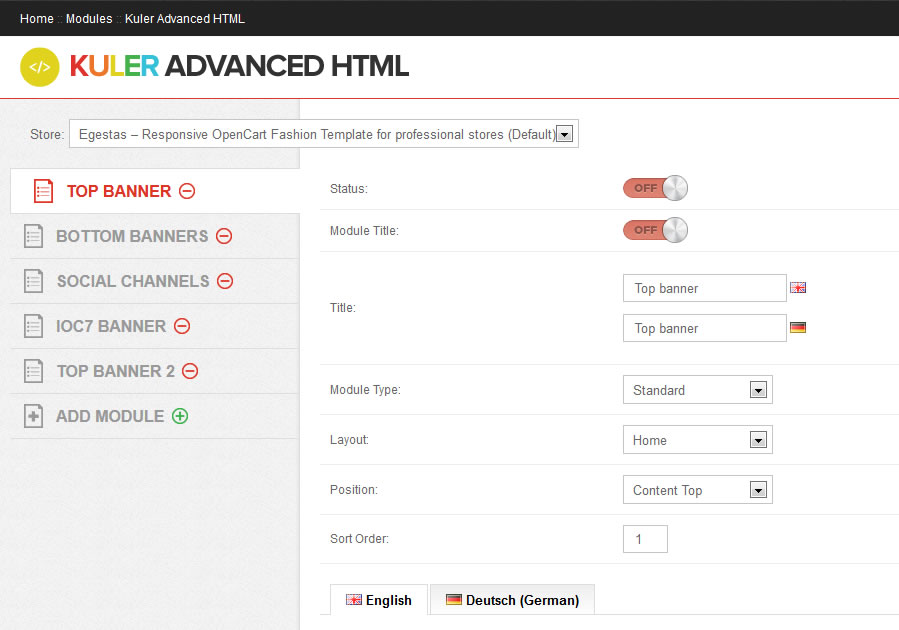 Home :: Modules :: Kuler Advanced HTML
</> KULER ADVANCED HTML
Store: Egestas – Responsive OpenCart Fashion Template for professional stores (Default)
TOP BANNER
BOTTOM BANNERS
SOCIAL CHANNELS
IOC7 BANNER
TOP BANNER 2
ADD MODULE
Status: OFF
Module Title: OFF
Title:
Top banner
Top banner
Module Type: Standard
Layout: Home
Position: Content Top
Sort Order: 1
English
Deutsch (German)